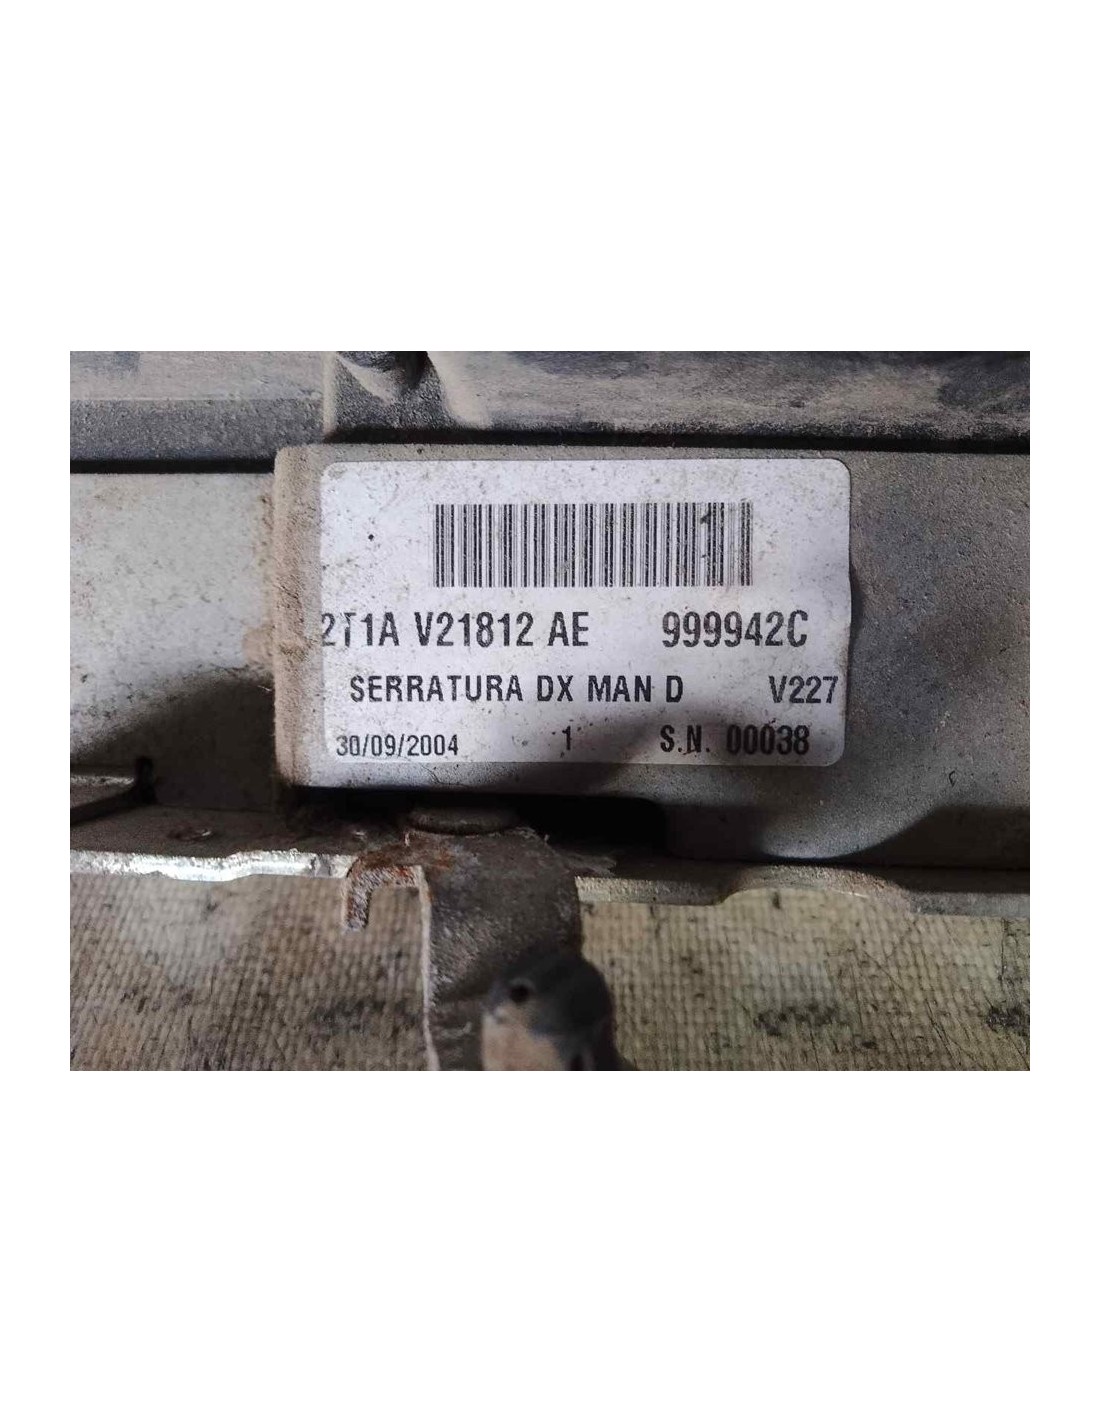 2T1A V21812 AE 999942C
SERRATURA DX MAN D V227
30/09/2004 1 S.N. 00038